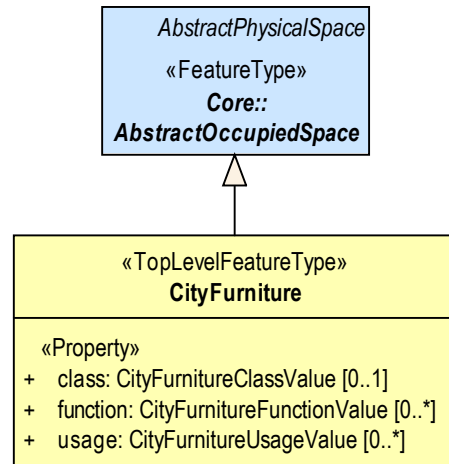 AbstractPhysicalSpace
«FeatureType»
Core::
AbstractOccupiedSpace
«TopLevelFeatureType»
CityFurniture
«Property»
+ class: CityFurnitureClassValue [0..1]
+ function: CityFurnitureFunctionValue [0..*]
+ usage: CityFurnitureUsageValue [0..*]